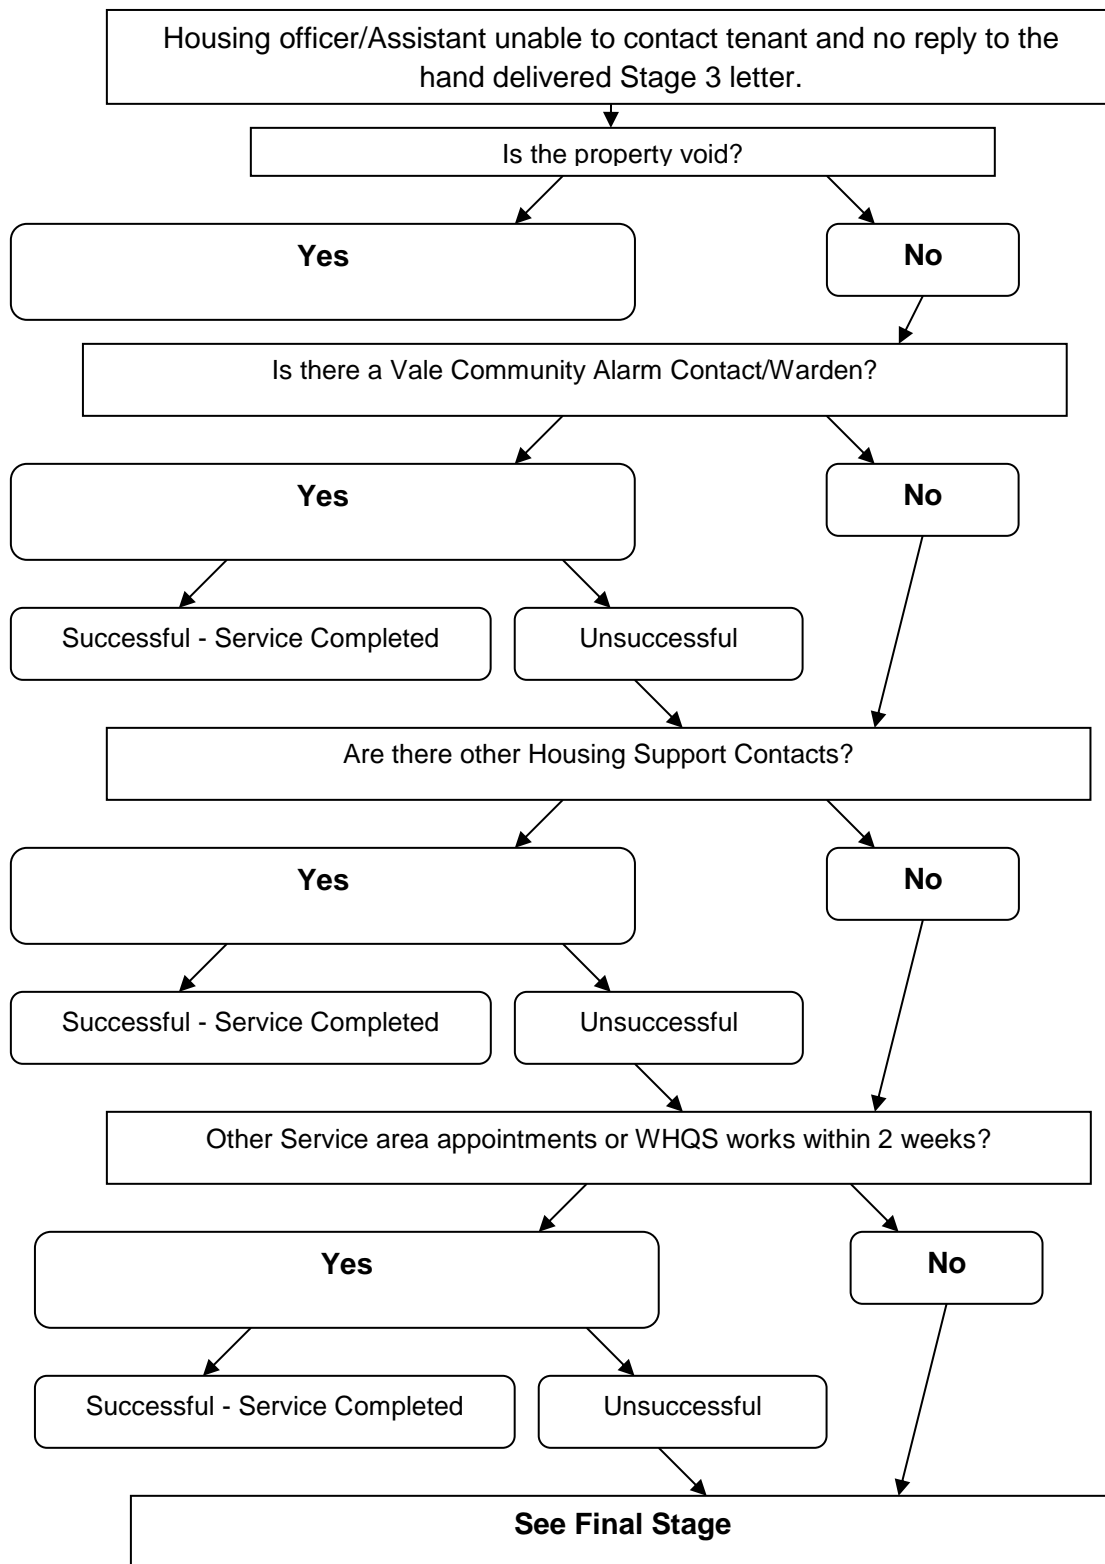 Housing officer/Assistant unable to contact tenant and no reply to the
hand delivered Stage 3 letter.
Is the property void?
Yes
No
Is there a Vale Community Alarm Contact/Warden?
Yes
No
Successful - Service Completed
Unsuccessful
Are there other Housing Support Contacts?
Yes
No
Successful - Service Completed
Unsuccessful
Other Service area appointments or WHQS works within 2 weeks?
Yes
No
Successful - Service Completed
Unsuccessful
See Final Stage